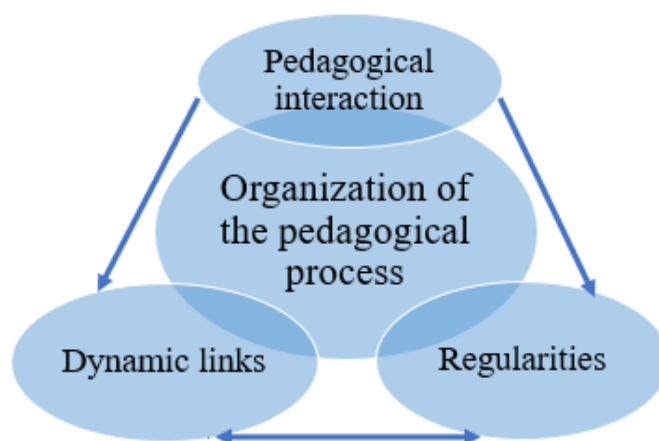 Pedagogical
interaction
Organization of
the pedagogical
process
Dynamic links
Regularities